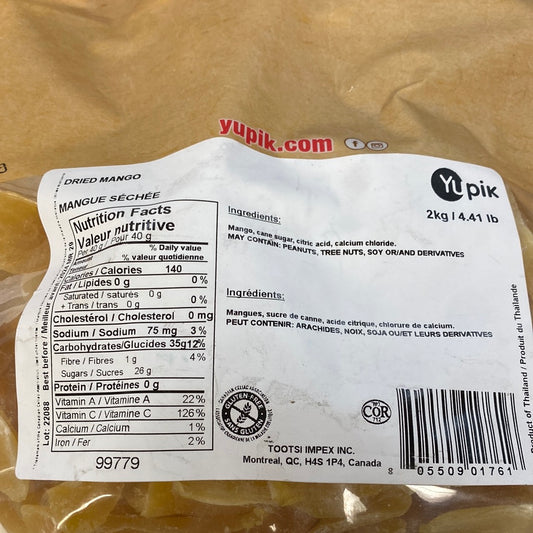 yupik.com
DRIED MANGO
MANGUE SÉCHÉE
Nutrition Facts
Valeur nutritive
Per 40 g / Pour 40 g
Amount
Teneur
% Daily value
% valeur quotidienne
Calories / Calories 140
Fat / Lipides 0 g 0 %
Saturated / saturés 0 g
+ Trans / trans 0 g 0 %
Cholestérol / Cholesterol 0 mg
Sodium / Sodium 75 mg 3 %
Carbohydrates/Glucides 35g 12%
Fibre / Fibres 1 g 4%
Sugars / Sucres 26 g
Protein / Protéines 0 g
Vitamin A / Vitamine A 22 %
Vitamin C / Vitamine C 126 %
Calcium / Calcium 1 %
Iron / Fer 2 %
99779
Lot: 22088 Best before / Meilleur
Yupik
2kg / 4.41 lb
Ingredients:
Mango, cane sugar, citric acid, calcium chloride.
MAY CONTAIN: PEANUTS, TREE NUTS, SOY OR/AND DERIVATIVES
Ingrédients:
Mangues, sucre de canne, acide citrique, chlorure de calcium.
PEUT CONTENIR: ARACHIDES, NOIX, SOJA OU/ET LEURS DERIVATIVES
GLUTEN FREE
SANS GLUTEN
COR
TOOTSI IMPEX INC.
Montreal, QC, H4S 1P4, Canada
8 05509 01761
Product of Thailand / Produit du Thailande